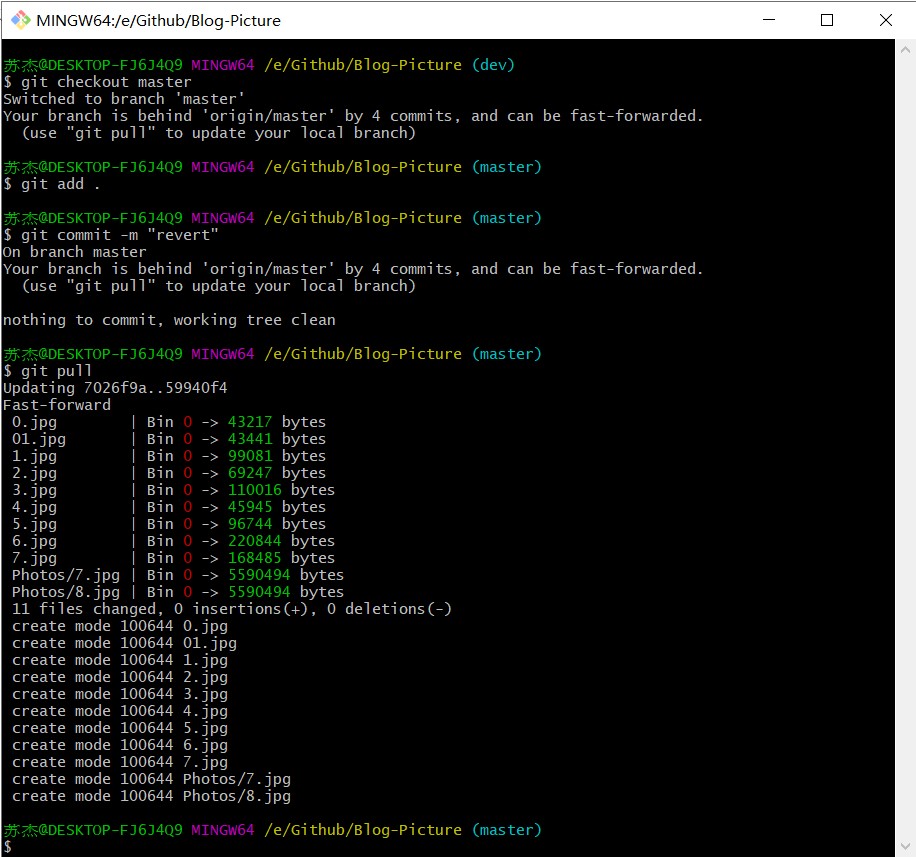 MINGW64:/e/Github/Blog-Picture
苏杰@DESKTOP-FJ6J4Q9 MINGW64 /e/Github/Blog-Picture (dev)
$ git checkout master
Switched to branch 'master'
Your branch is behind 'origin/master' by 4 commits, and can be fast-forwarded.
  (use "git pull" to update your local branch)
苏杰@DESKTOP-FJ6J4Q9 MINGW64 /e/Github/Blog-Picture (master)
$ git add .
苏杰@DESKTOP-FJ6J4Q9 MINGW64 /e/Github/Blog-Picture (master)
$ git commit -m "revert"
On branch master
Your branch is behind 'origin/master' by 4 commits, and can be fast-forwarded.
  (use "git pull" to update your local branch)
nothing to commit, working tree clean
苏杰@DESKTOP-FJ6J4Q9 MINGW64 /e/Github/Blog-Picture (master)
$ git pull
Updating 7026f9a..59940f4
Fast-forward
 0.jpg        | Bin 0 -> 43217 bytes
 01.jpg       | Bin 0 -> 43441 bytes
 1.jpg        | Bin 0 -> 99081 bytes
 2.jpg        | Bin 0 -> 69247 bytes
 3.jpg        | Bin 0 -> 110016 bytes
 4.jpg        | Bin 0 -> 45945 bytes
 5.jpg        | Bin 0 -> 96744 bytes
 6.jpg        | Bin 0 -> 220844 bytes
 7.jpg        | Bin 0 -> 168485 bytes
 Photos/7.jpg | Bin 0 -> 5590494 bytes
 Photos/8.jpg | Bin 0 -> 5590494 bytes
 11 files changed, 0 insertions(+), 0 deletions(-)
 create mode 100644 0.jpg
 create mode 100644 01.jpg
 create mode 100644 1.jpg
 create mode 100644 2.jpg
 create mode 100644 3.jpg
 create mode 100644 4.jpg
 create mode 100644 5.jpg
 create mode 100644 6.jpg
 create mode 100644 7.jpg
 create mode 100644 Photos/7.jpg
 create mode 100644 Photos/8.jpg
苏杰@DESKTOP-FJ6J4Q9 MINGW64 /e/Github/Blog-Picture (master)
$